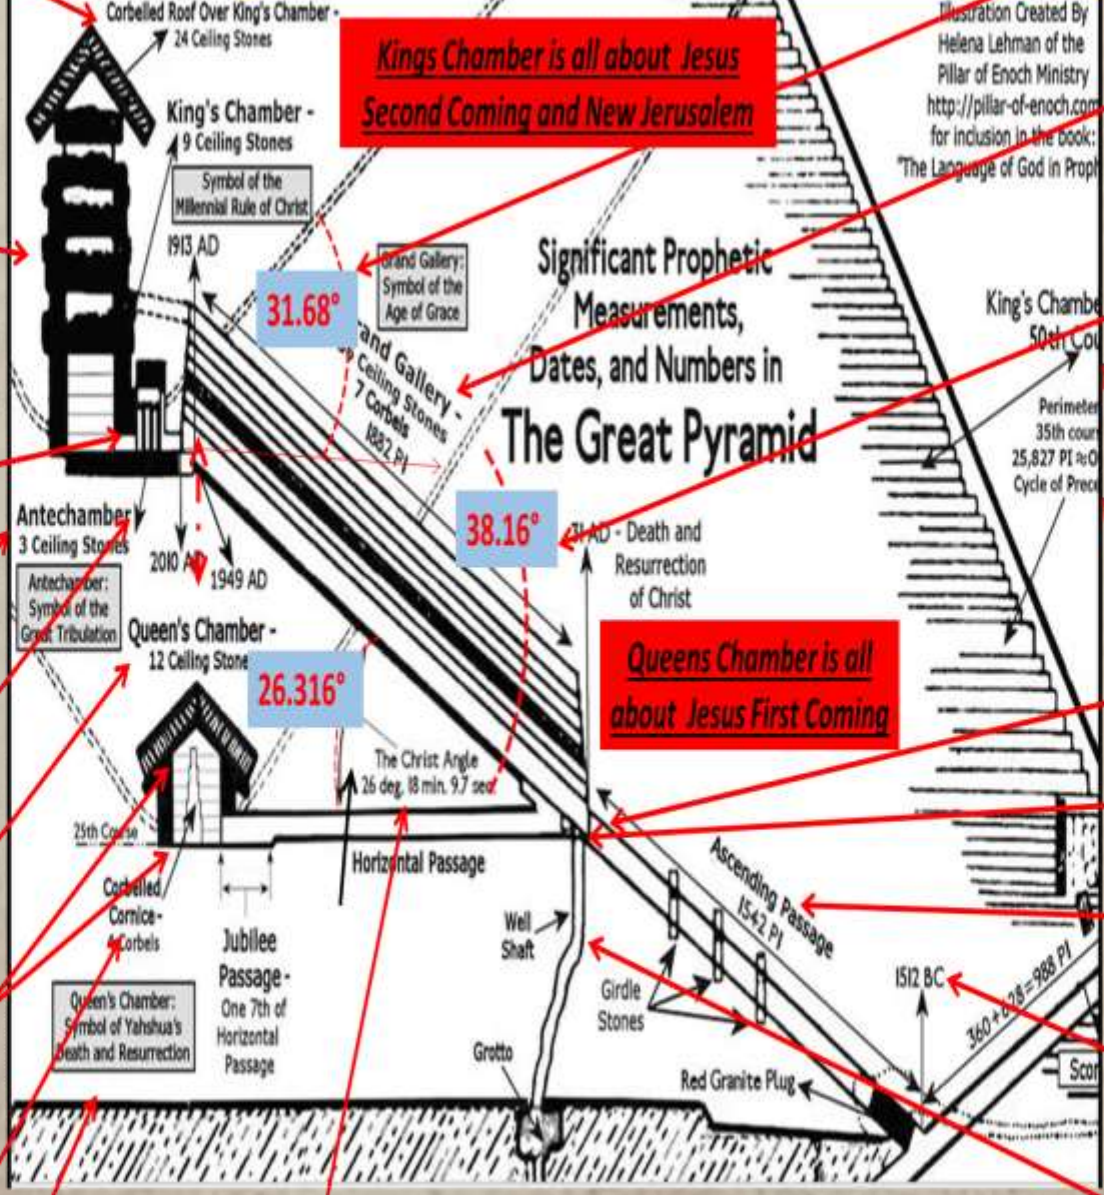 Corbelled Roof Over King's Chamber -
24 Ceiling Stones
Kings Chamber is all about Jesus
Second Coming and New Jerusalem
Illustration Created By
Helena Lehman of the
Pillar of Enoch Ministry
http://pillar-of-enoch.com
for inclusion in the book:
"The Language of God in Proph
King's Chamber -
9 Ceiling Stones
Symbol of the
Millennial Rule of Christ
1913 AD
31.68°
Grand Gallery:
Symbol of the
Age of Grace
Significant Prophetic
Measurements,
Dates, and Numbers in
The Great Pyramid
rand Gallery -
Ceiling Stones
7 Corbels
1882 PI
King's Chambe
50th Cou
Perimeter
35th cour
25,827 PI ≈
Cycle of Prece
Antechamber
3 Ceiling Stones
2010 A
1949 AD
Antechamber:
Symbol of the
Great Tribulation
38.16°
31 AD - Death and
Resurrection
of Christ
Queen's Chamber -
12 Ceiling Stone
26.316°
Queens Chamber is all
about Jesus First Coming
The Christ Angle
26 deg. 18 min. 9.7 sec
25th Course
Horizontal Passage
Corbelled
Cornice -
4 Corbels
Jubilee
Passage -
One 7th of
Horizontal
Passage
Queen's Chamber:
Symbol of Yahshua's
Death and Resurrection
Well
Shaft
Grotto
Ascending Passage
1542 PI
Girdle
Stones
Red Granite Plug
1512 BC
360 + 628 = 988 PI
Scor